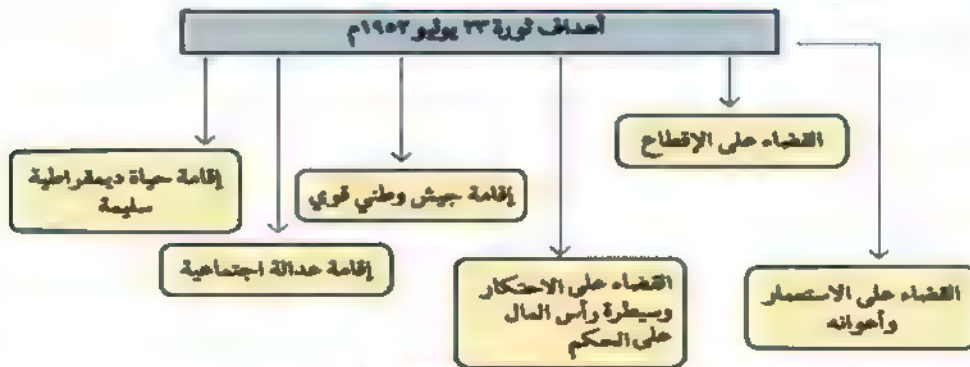 أهداف ثورة ٢٣ يوليو ١٩٥٢م
القضاء على الاستعمار
وأعوانه
القضاء على الإقطاع
القضاء على الاحتكار
وسيطرة رأس المال
على الحكم
إقامة جيش وطني قوي
إقامة عدالة اجتماعية
إقامة حياة ديمقراطية
سليمة